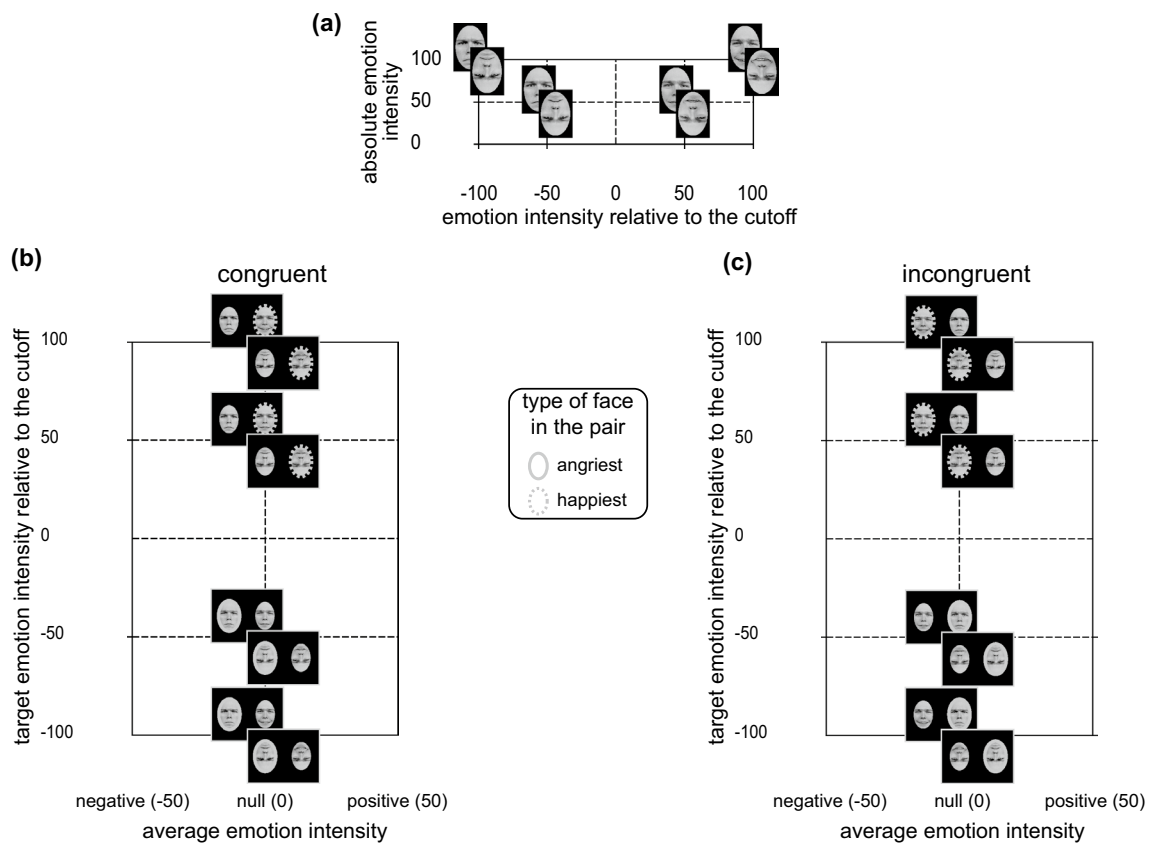 (a)
absolute emotion
intensity
100
50
0
-100 -50 0 50 100
emotion intensity relative to the cutoff
(b)
congruent
target emotion intensity relative to the cutoff
100
50
0
-50
-100
negative (-50) null (0) positive (50)
average emotion intensity
type of face
in the pair
angriest
happiest
(c)
incongruent
target emotion intensity relative to the cutoff
100
50
0
-50
-100
negative (-50) null (0) positive (50)
average emotion intensity